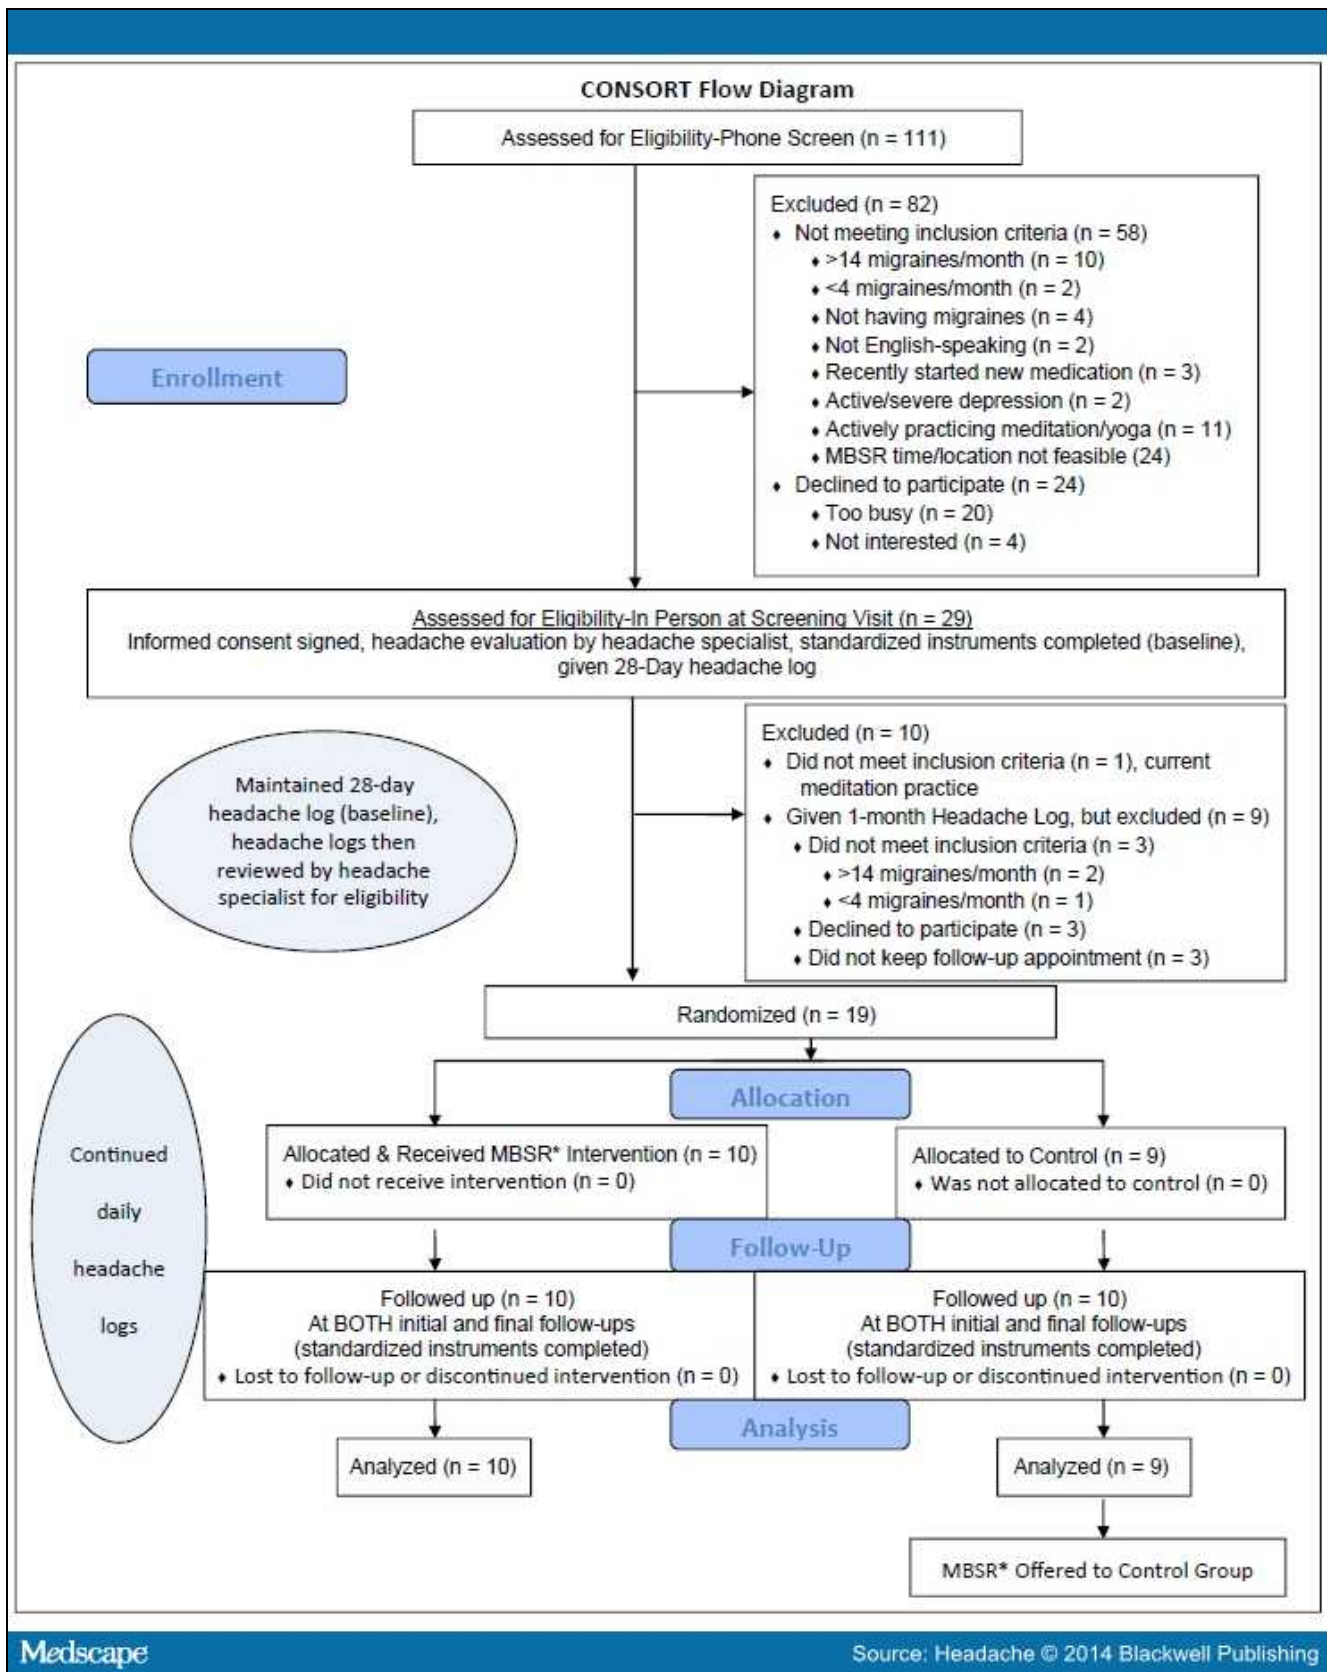 CONSORT Flow Diagram
Assessed for Eligibility-Phone Screen (n = 111)
Excluded (n = 82)
♦ Not meeting inclusion criteria (n = 58)
♦ >14 migraines/month (n = 10)
♦ <4 migraines/month (n = 2)
♦ Not having migraines (n = 4)
♦ Not English-speaking (n = 2)
♦ Recently started new medication (n = 3)
♦ Active/severe depression (n = 2)
♦ Actively practicing meditation/yoga (n = 11)
♦ MBSR time/location not feasible (24)
♦ Declined to participate (n = 24)
♦ Too busy (n = 20)
♦ Not interested (n = 4)
Enrollment
Assessed for Eligibility-In Person at Screening Visit (n = 29)
Informed consent signed, headache evaluation by headache specialist, standardized instruments completed (baseline),
given 28-Day headache log
Maintained 28-day
headache log (baseline),
headache logs then
reviewed by headache
specialist for eligibility
Excluded (n = 10)
♦ Did not meet inclusion criteria (n = 1), current
meditation practice
♦ Given 1-month Headache Log, but excluded (n = 9)
♦ Did not meet inclusion criteria (n = 3)
♦ >14 migraines/month (n = 2)
♦ <4 migraines/month (n = 1)
♦ Declined to participate (n = 3)
♦ Did not keep follow-up appointment (n = 3)
Randomized (n = 19)
Allocation
Continued
daily
headache
logs
Allocated & Received MBSR* Intervention (n = 10)
♦ Did not receive intervention (n = 0)
Allocated to Control (n = 9)
♦ Was not allocated to control (n = 0)
Follow-Up
Followed up (n = 10)
At BOTH initial and final follow-ups
(standardized instruments completed)
♦ Lost to follow-up or discontinued intervention (n = 0)
Followed up (n = 10)
At BOTH initial and final follow-ups
(standardized instruments completed)
♦ Lost to follow-up or discontinued intervention (n = 0)
Analysis
Analyzed (n = 10)
Analyzed (n = 9)
MBSR* Offered to Control Group
Medscape
Source: Headache © 2014 Blackwell Publishing